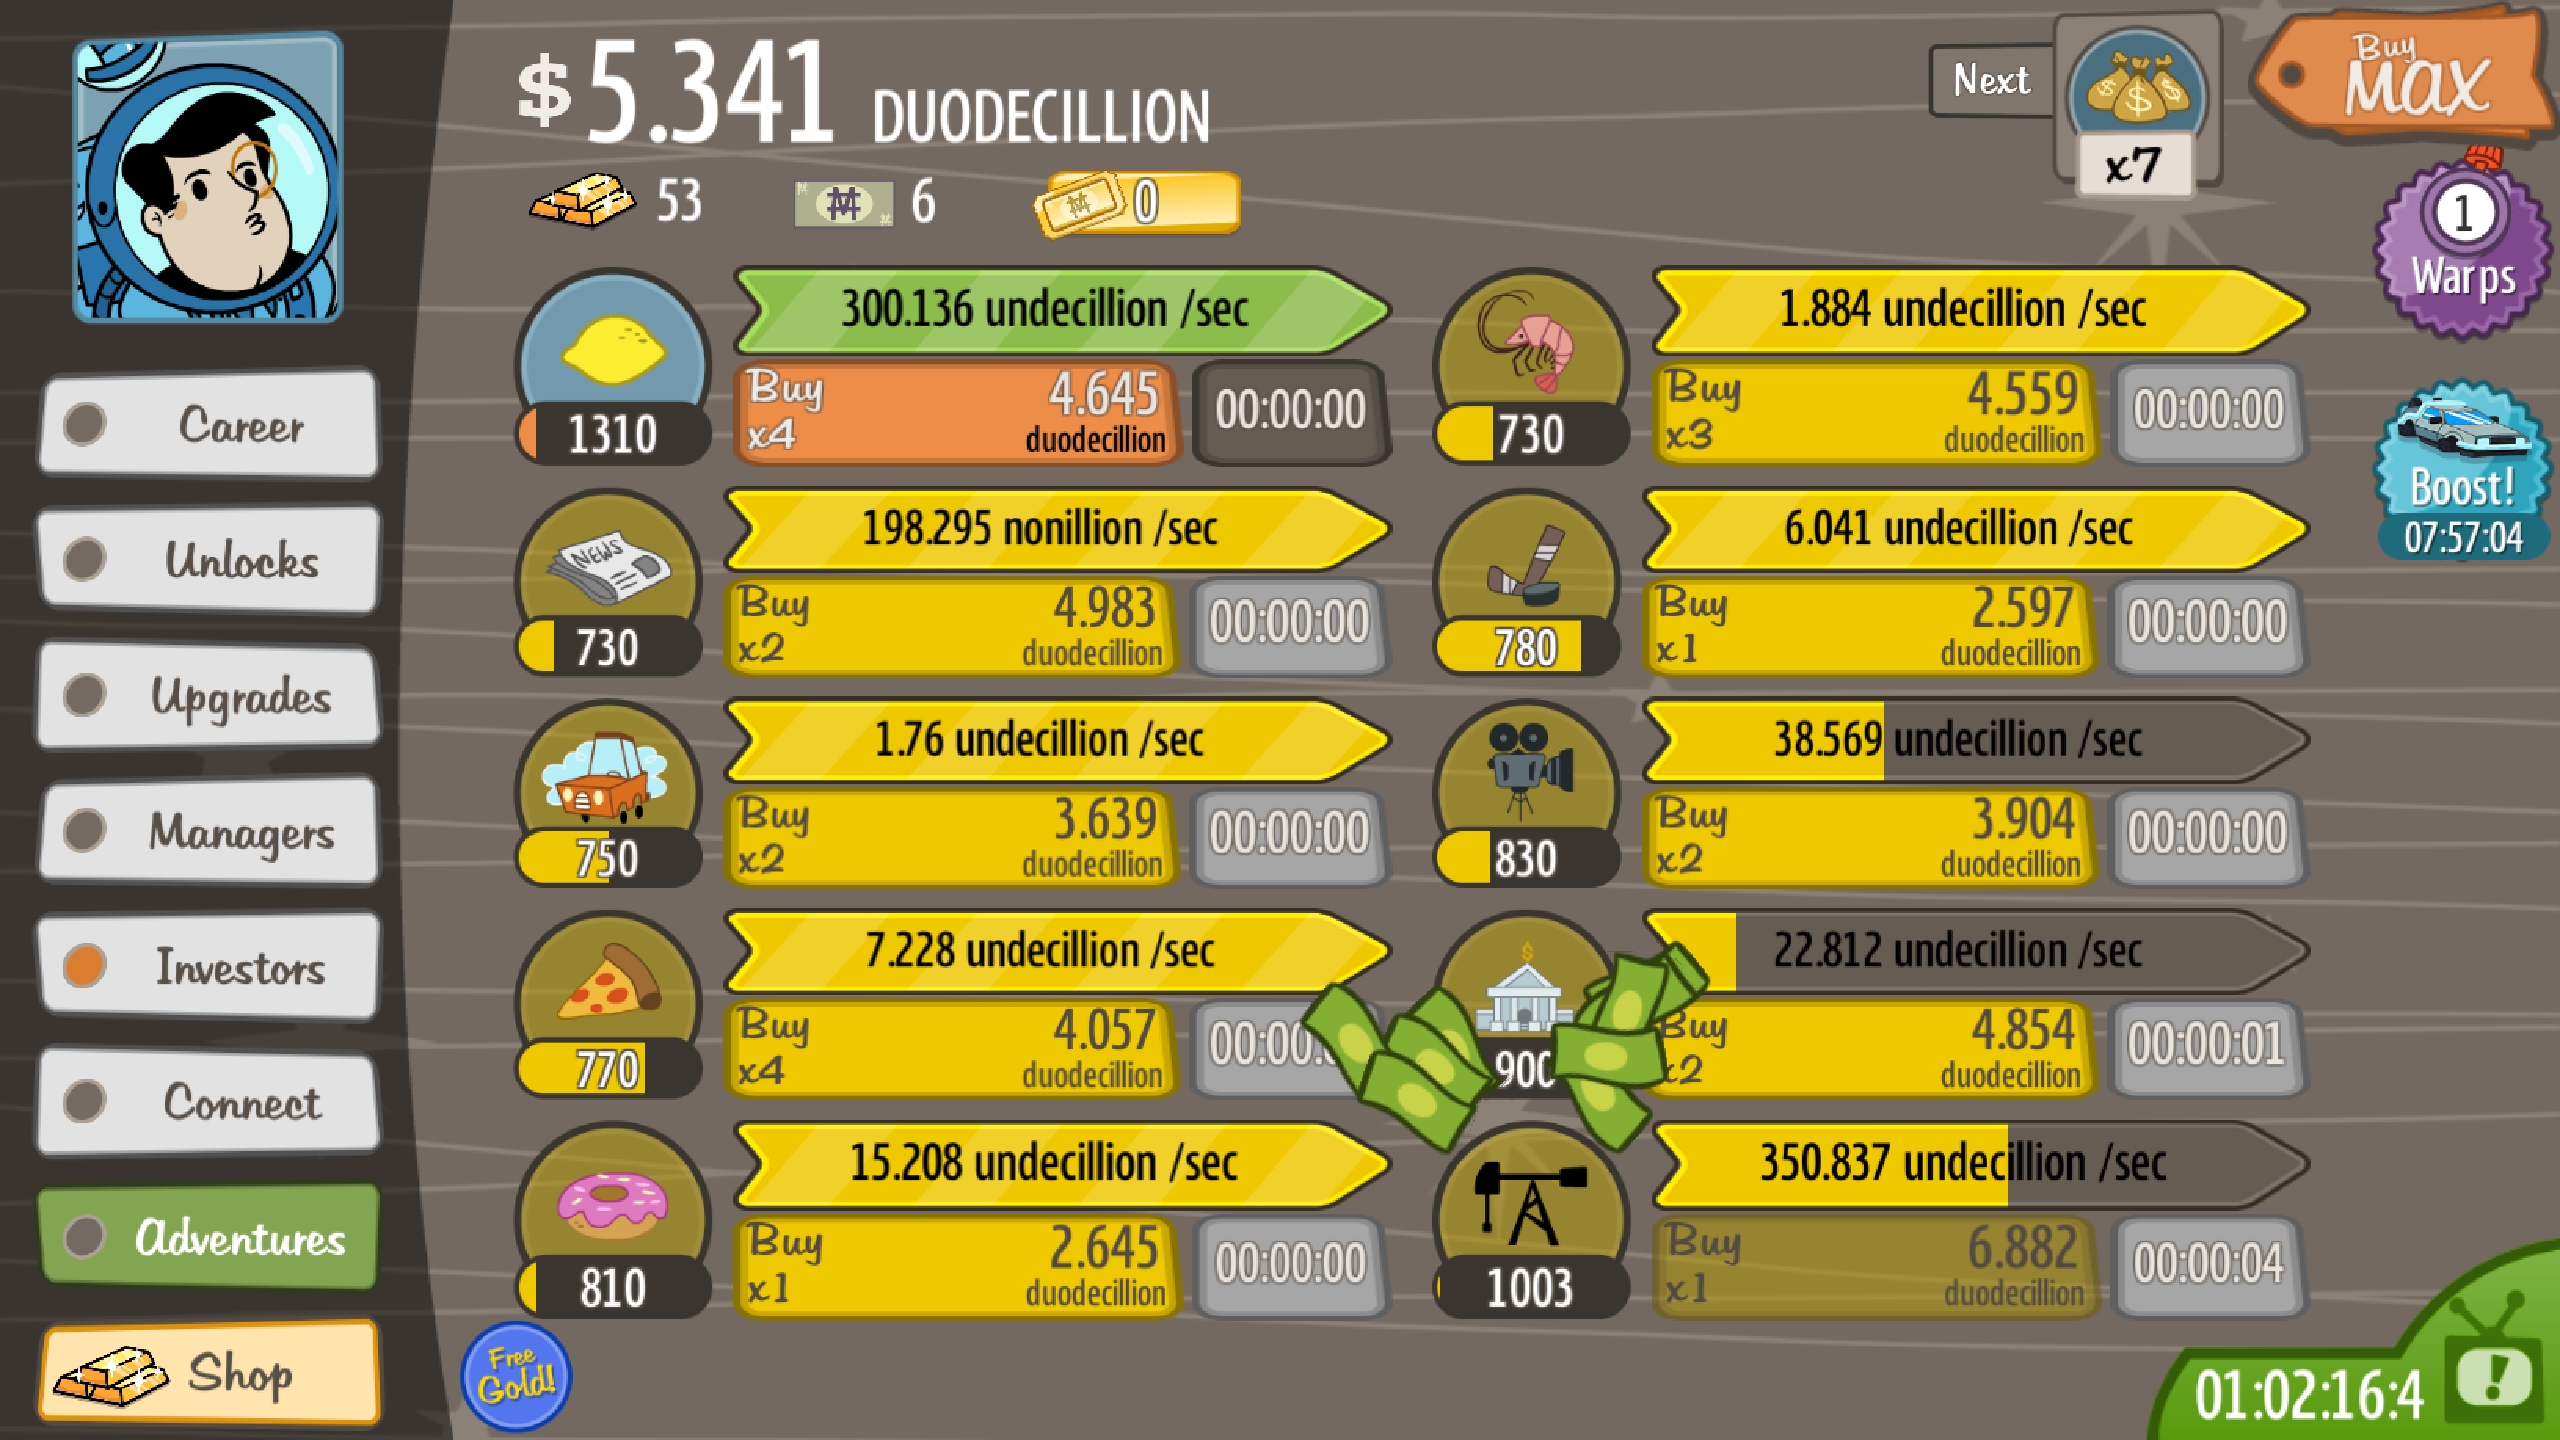 $5.341 DUODECILLION
Next
x7
Buy
MAX
53
6
0
1
Warps
Boost!
07:57:04
Career
Unlocks
Upgrades
Managers
Investors
Connect
Adventures
Shop
300.136 undecillion /sec
1310
Buy
x4
4.645
duodecillion
00:00:00
NEWS
198.295 nonillion /sec
730
Buy
x2
4.983
duodecillion
00:00:00
1.76 undecillion /sec
750
Buy
x2
3.639
duodecillion
00:00:00
7.228 undecillion /sec
770
Buy
x4
4.057
duodecillion
15.208 undecillion /sec
810
Buy
x1
2.645
duodecillion
00:00:00
1.884 undecillion /sec
730
Buy
x3
4.559
duodecillion
00:00:00
6.041 undecillion /sec
780
Buy
x1
2.597
duodecillion
00:00:00
38.569 undecillion /sec
830
Buy
x2
3.904
duodecillion
00:00:00
22.812 undecillion /sec
900
Buy
x2
4.854
duodecillion
00:00:01
350.837 undecillion /sec
1003
Buy
x1
6.882
duodecillion
00:00:04
Free
Gold!
01:02:16:4